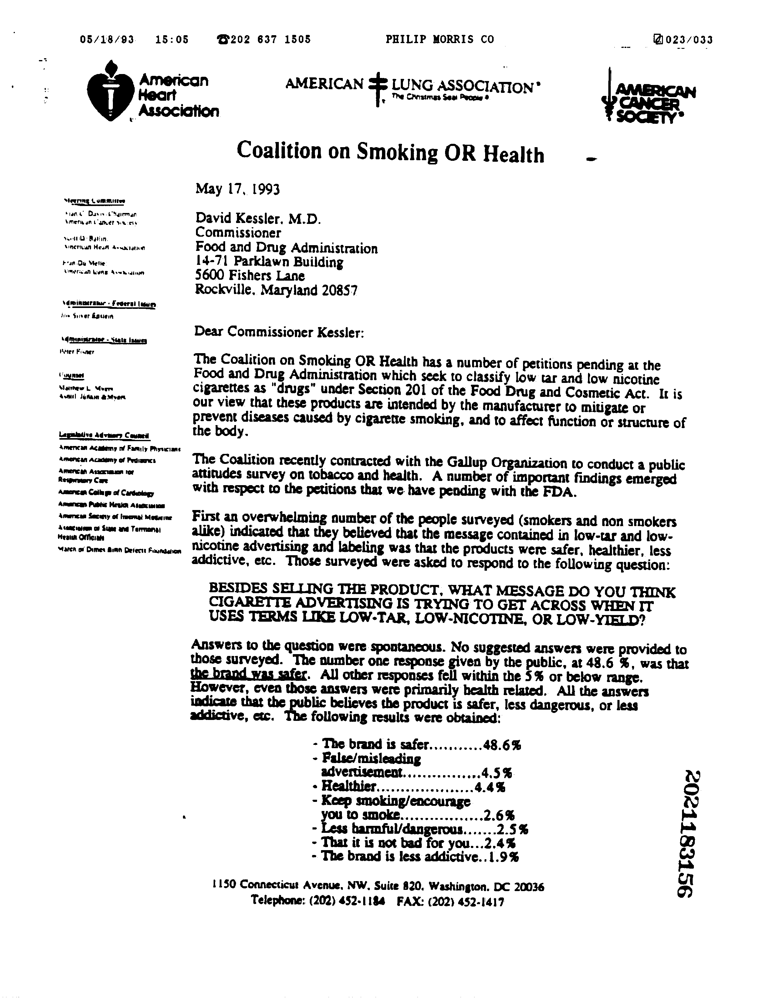 05/18/93 15:05 ☎202 637 1505 PHILIP MORRIS CO 023/033
American
Heart
Association
AMERICAN LUNG ASSOCIATION®
The Christmas Seal People ®
AMERICAN
CANCER
SOCIETY®
Coalition on Smoking OR Health
May 17, 1993
David Kessler, M.D.
Commissioner
Food and Drug Administration
14-71 Parklawn Building
5600 Fishers Lane
Rockville, Maryland 20857
Steering Committee
American Cancer Society
Scott D. Ballin
American Heart Association
Fran Du Melle
American Lung Association
Administrator - Federal Issues
Administrator - State Issues
Peter Fisher
Counsel
Matthew L. Myers
Asbill Junkin & Myers
Legislative Advisory Council
American Academy of Family Physicians
American Academy of Pediatrics
American Association for
Respiratory Care
American College of Cardiology
American Public Health Association
American Society of Internal Medicine
Association of State and Territorial
Health Officials
March of Dimes Birth Defects Foundation
Dear Commissioner Kessler:
The Coalition on Smoking OR Health has a number of petitions pending at the
Food and Drug Administration which seek to classify low tar and low nicotine
cigarettes as "drugs" under Section 201 of the Food Drug and Cosmetic Act. It is
our view that these products are intended by the manufacturer to mitigate or
prevent diseases caused by cigarette smoking, and to affect function or structure of
the body.
The Coalition recently contracted with the Gallup Organization to conduct a public
attitudes survey on tobacco and health. A number of important findings emerged
with respect to the petitions that we have pending with the FDA.
First an overwhelming number of the people surveyed (smokers and non smokers
alike) indicated that they believed that the message contained in low-tar and low-
nicotine advertising and labeling was that the products were safer, healthier, less
addictive, etc. Those surveyed were asked to respond to the following question:
BESIDES SELLING THE PRODUCT, WHAT MESSAGE DO YOU THINK
CIGARETTE ADVERTISING IS TRYING TO GET ACROSS WHEN IT
USES TERMS LIKE LOW-TAR, LOW-NICOTINE, OR LOW-YIELD?
Answers to the question were spontaneous. No suggested answers were provided to
those surveyed. The number one response given by the public, at 48.6 %, was that
the brand was safer. All other responses fell within the 5% or below range.
However, even those answers were primarily health related. All the answers
indicate that the public believes the product is safer, less dangerous, or less
addictive, etc. The following results were obtained:
- The brand is safer...........48.6%
- False/misleading
advertisement................4.5%
- Healthier....................4.4%
- Keep smoking/encourage
you to smoke.................2.6%
- Less harmful/dangerous.......2.5%
- That it is not bad for you...2.4%
- The brand is less addictive..1.9%
1150 Connecticut Avenue, NW, Suite 820, Washington, DC 20036
Telephone: (202) 452-1184 FAX: (202) 452-1417
2021183156